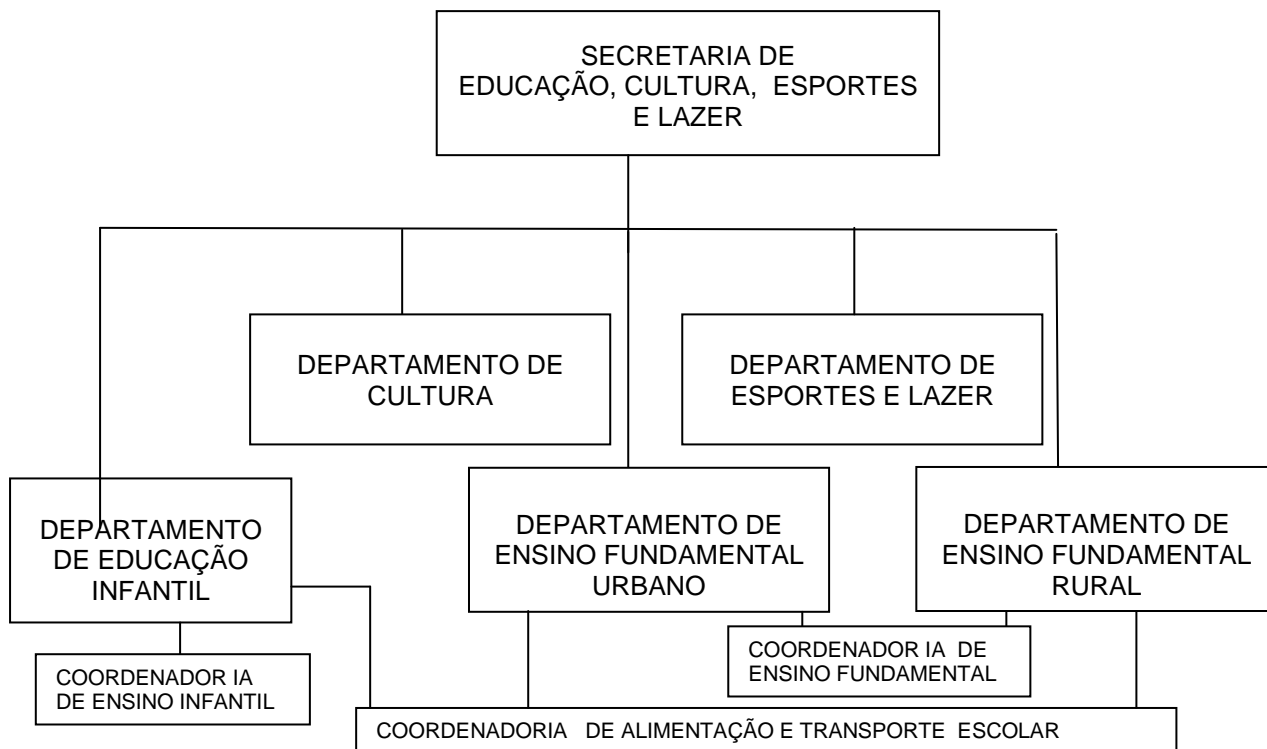 SECRETARIA DE
EDUCAÇÃO, CULTURA, ESPORTES
E LAZER
DEPARTAMENTO DE
CULTURA
DEPARTAMENTO DE
ESPORTES E LAZER
DEPARTAMENTO
DE EDUCAÇÃO
INFANTIL
DEPARTAMENTO DE
ENSINO FUNDAMENTAL
URBANO
DEPARTAMENTO DE
ENSINO FUNDAMENTAL
RURAL
COORDENADOR IA
DE ENSINO INFANTIL
COORDENADOR IA DE
ENSINO FUNDAMENTAL
COORDENADORIA DE ALIMENTAÇÃO E TRANSPORTE ESCOLAR